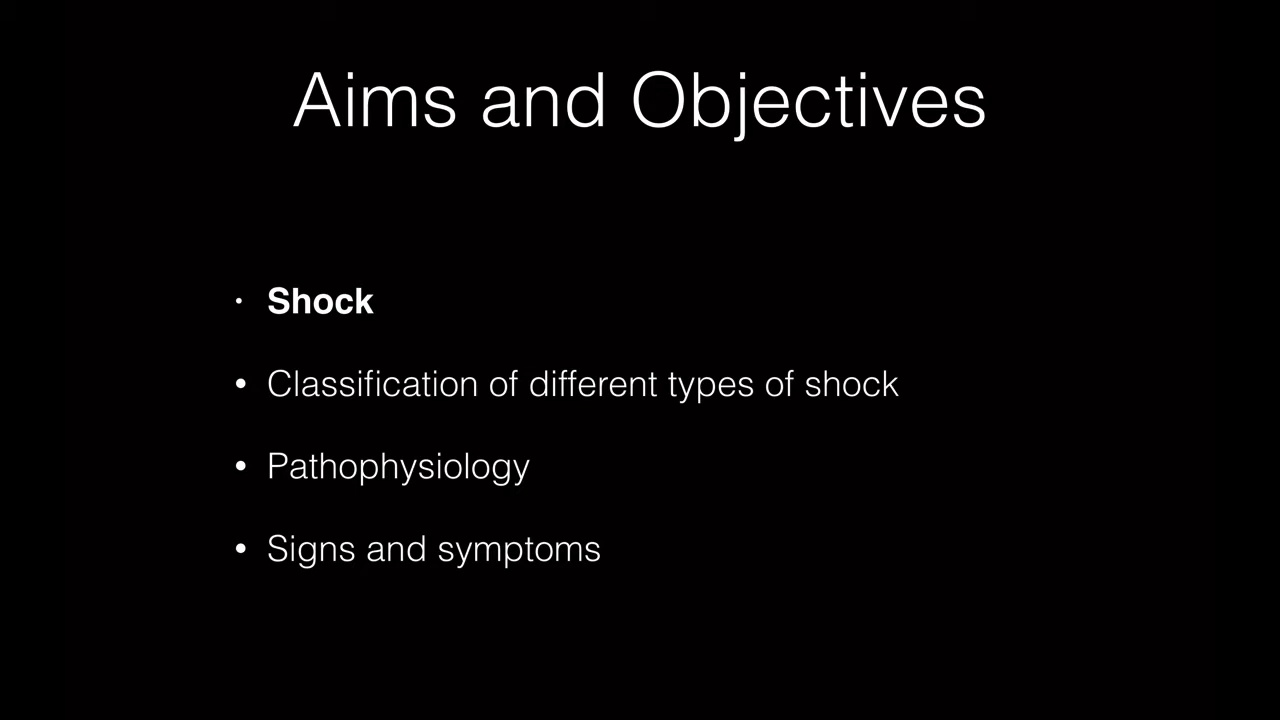 Aims and Objectives
• Shock
• Classification of different types of shock
• Pathophysiology
• Signs and symptoms